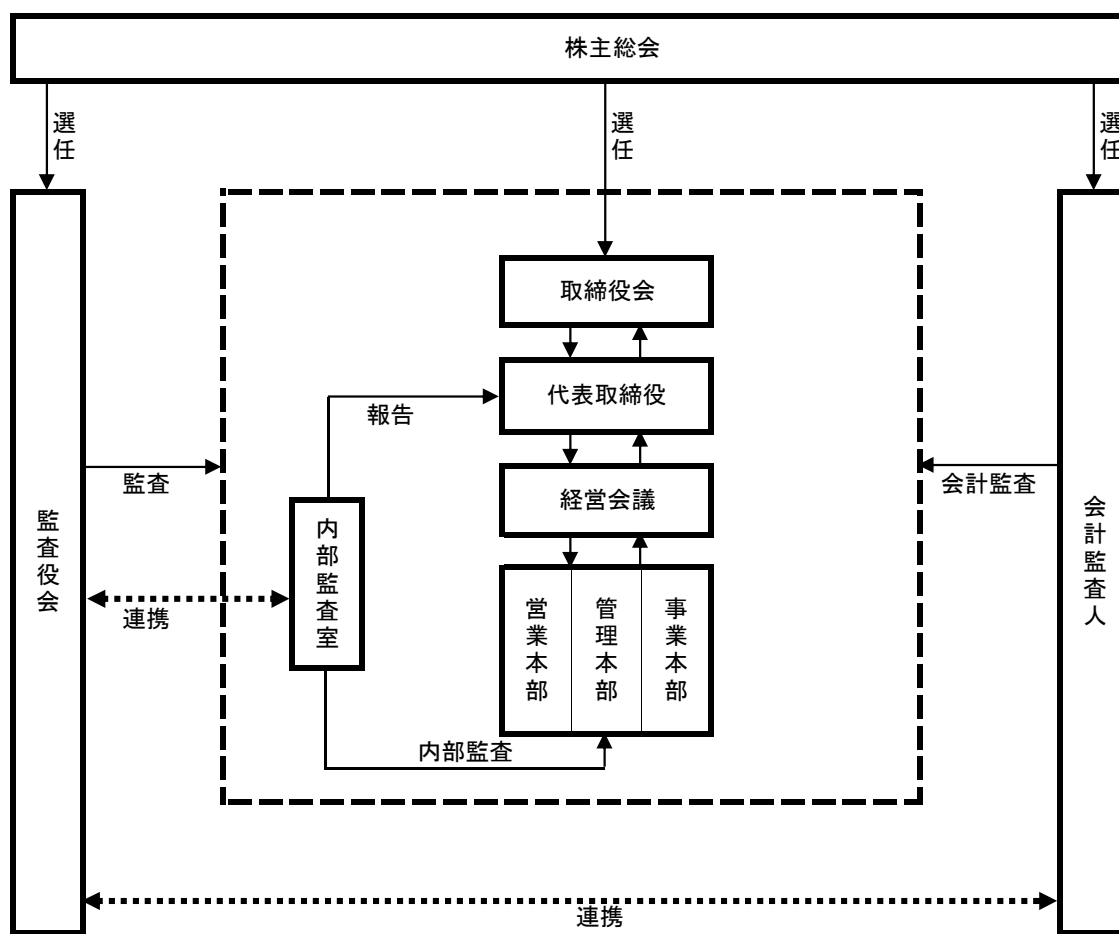 株主総会
選任
選任
選任
取締役会
代表取締役
報告
経営会議
監査
会計監査
監査役会
内部監査室
連携
営業本部
管理本部
事業本部
会計監査人
内部監査
連携